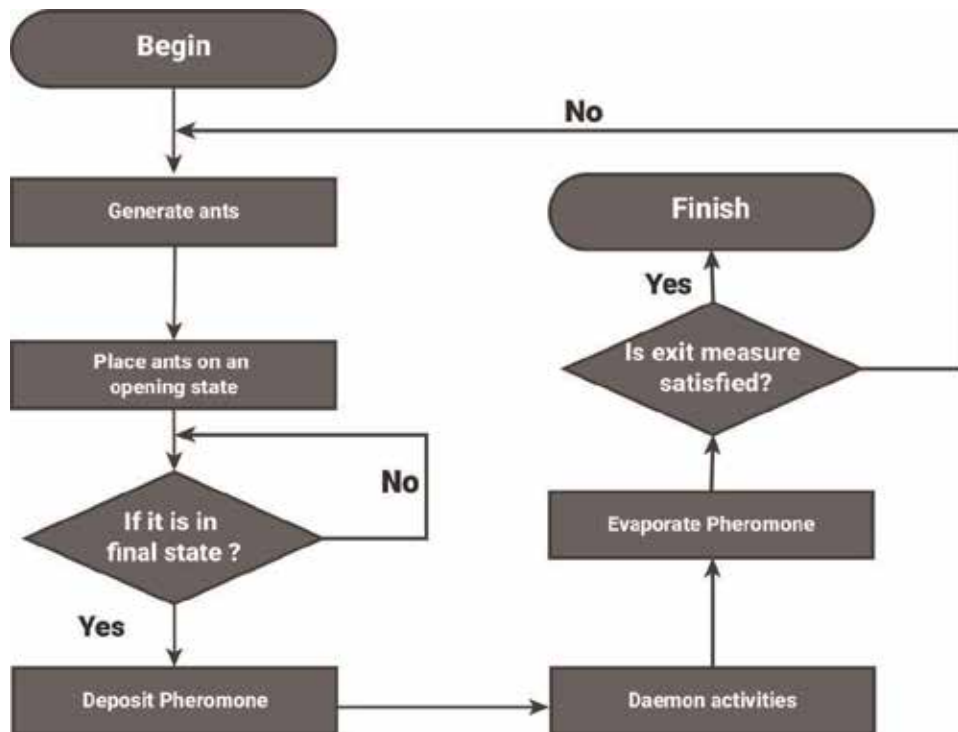 Begin
No
Generate ants
Finish
Yes
Place ants on an
opening state
Is exit measure
satisfied?
No
If it is in
final state ?
Evaporate Pheromone
Yes
Deposit Pheromone
Daemon activities